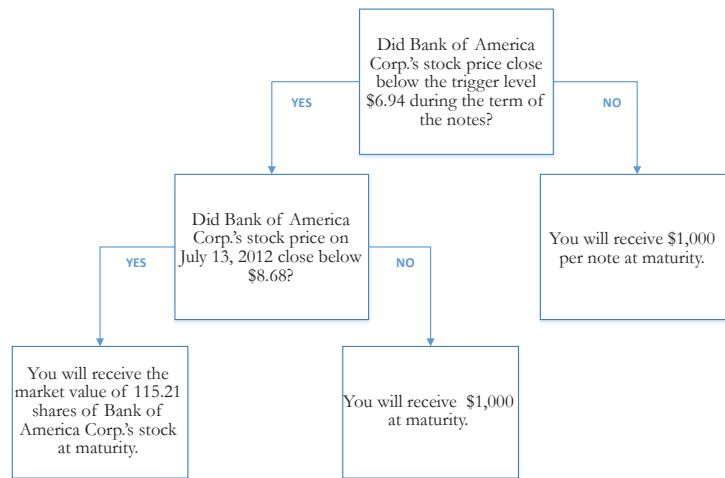 Did Bank of America
Corp.'s stock price close
below the trigger level
$6.94 during the term of
the notes?
YES
NO
Did Bank of America
Corp.'s stock price on
July 13, 2012 close below
$8.68?
You will receive $1,000
per note at maturity.
YES
NO
You will receive the
market value of 115.21
shares of Bank of
America Corp.'s stock
at maturity.
You will receive $1,000
at maturity.